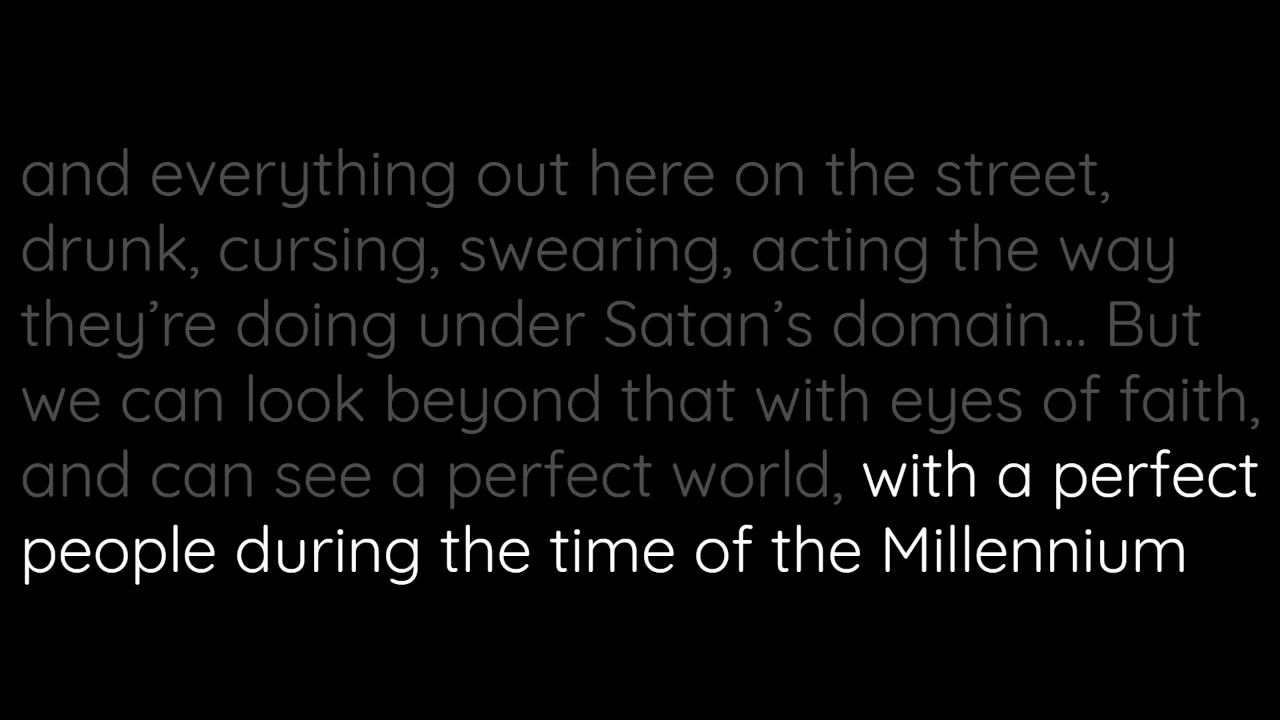 and everything out here on the street,
drunk, cursing, swearing, acting the way
they’re doing under Satan’s domain... But
we can look beyond that with eyes of faith,
and can see a perfect world, with a perfect
people during the time of the Millennium